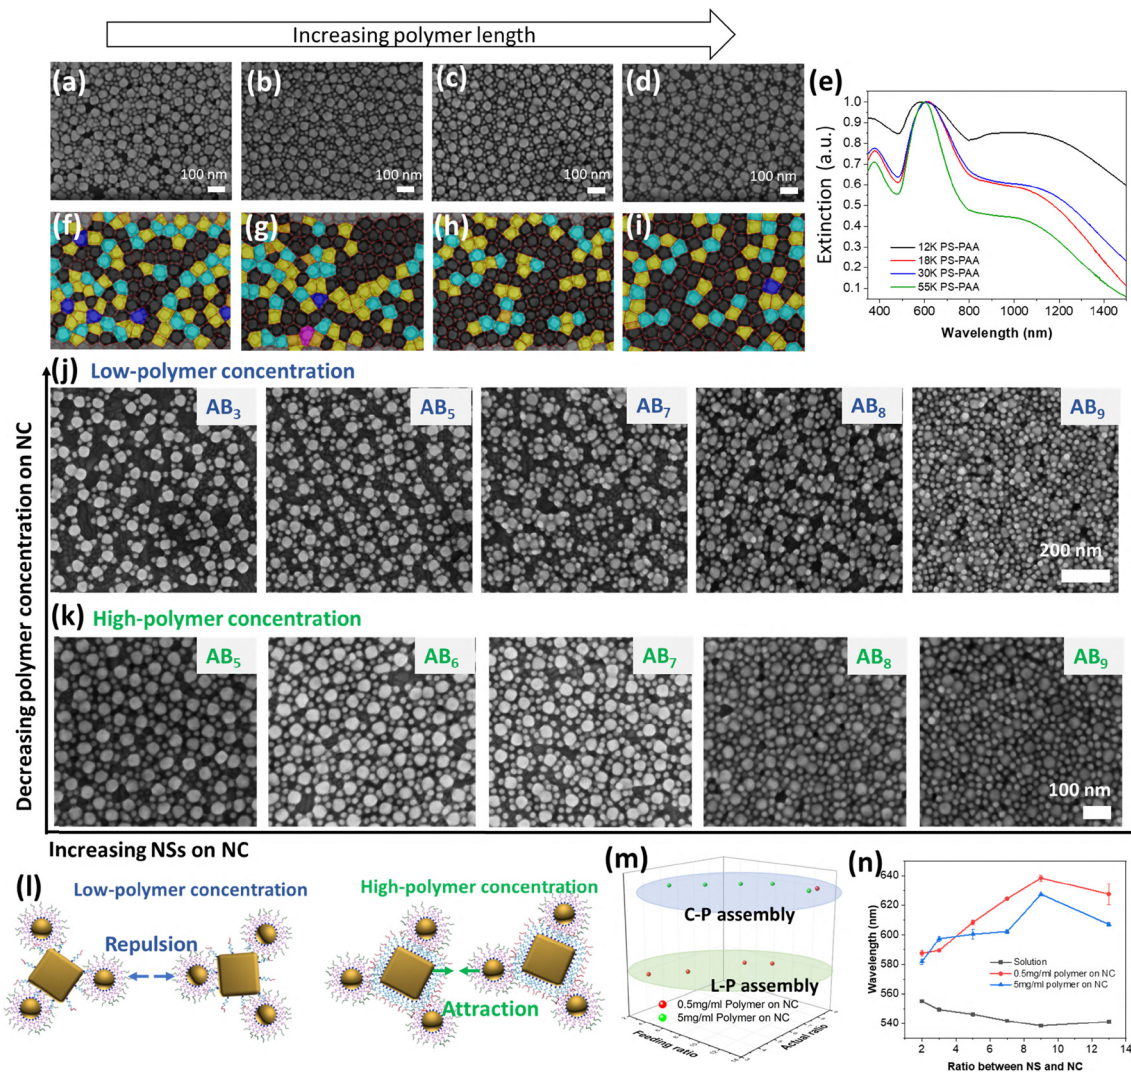 Increasing polymer length
(a)
100 nm
(b)
100 nm
(c)
100 nm
(d)
100 nm
(e)
Extinction (a.u.)
1.0
0.9
0.8
0.7
0.6
0.5
0.4
0.3
0.2
0.1
12K PS-PAA
18K PS-PAA
30K PS-PAA
55K PS-PAA
400 600 800 1000 1200 1400
Wavelength (nm)
(f)
(g)
(h)
(i)
Decreasing polymer concentration on NC
(j) Low-polymer concentration
AB3
AB5
AB7
AB8
AB9
200 nm
(k) High-polymer concentration
AB5
AB6
AB7
AB8
AB9
100 nm
Increasing NSs on NC
(l)
Low-polymer concentration
Repulsion
High-polymer concentration
Attraction
(m)
C-P assembly
L-P assembly
0.5mg/ml Polymer on NC
5mg/ml Polymer on NC
Feeding ratio
Actual ratio
(n)
Wavelength (nm)
640
620
600
580
560
540
Solution
0.5mg/ml polymer on NC
5mg/ml polymer on NC
2 4 6 8 10 12 14
Ratio between NS and NC